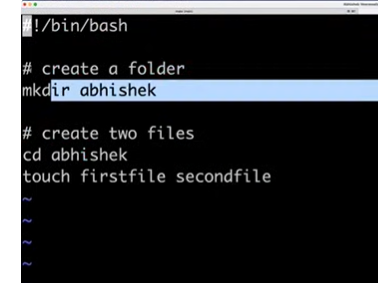 #!/bin/bash
# create a folder
mkdir abhishek
# create two files
cd abhishek
touch firstfile secondfile
~
~
~
~